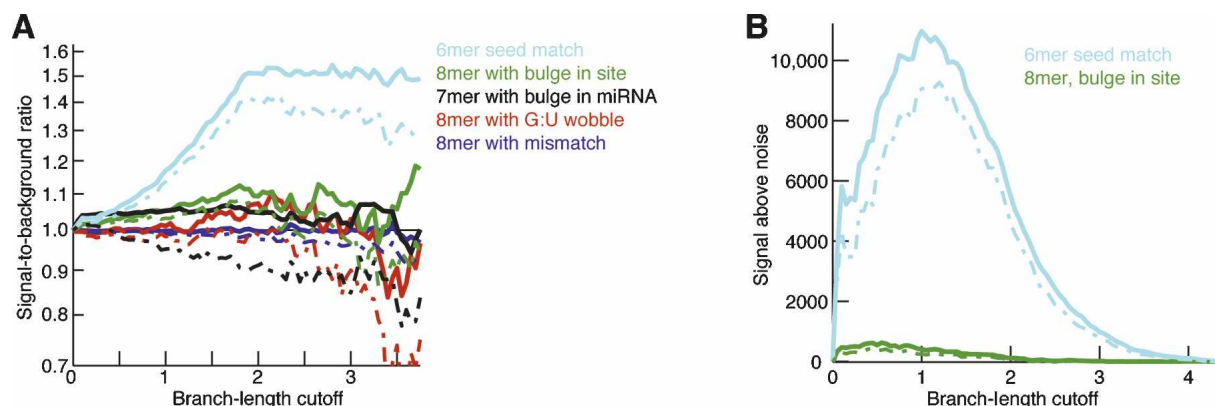 A
Signal-to-background ratio
1.6
1.5
1.4
1.3
1.2
1.1
1.0
0.9
0.8
0.7
0 1 2 3
Branch-length cutoff
6mer seed match
8mer with bulge in site
7mer with bulge in miRNA
8mer with G:U wobble
8mer with mismatch
B
Signal above noise
10,000
8000
6000
4000
2000
0
0 1 2 3 4
Branch-length cutoff
6mer seed match
8mer, bulge in site